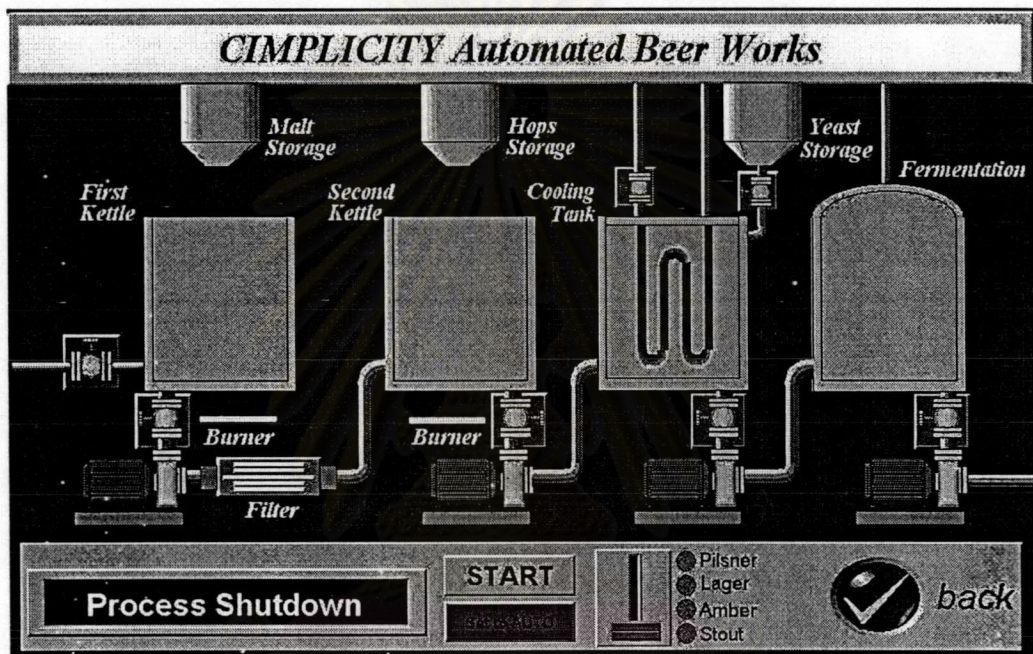 CIMPLICITY Automated Beer Works
Malt
Storage
Hops
Storage
Yeast
Storage
First
Kettle
Second
Kettle
Cooling
Tank
Fermentation
Burner
Burner
Filter
Process Shutdown
START
Pilsner
Lager
Amber
Stout
back